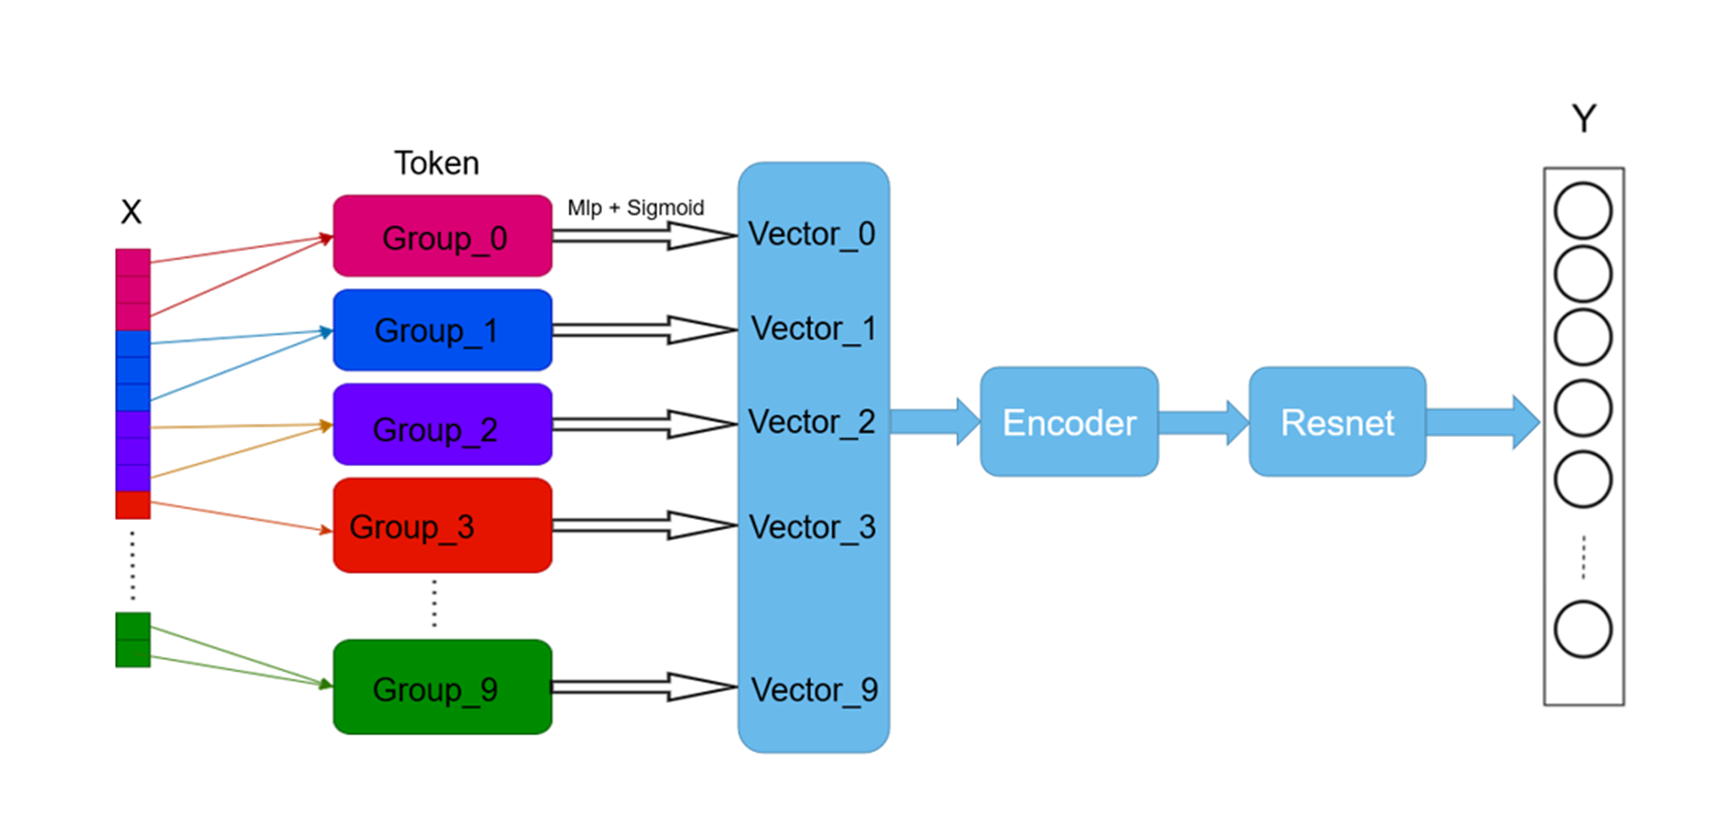 X
Token
Group_0
Group_1
Group_2
Group_3
Group_9
Mlp + Sigmoid
Vector_0
Vector_1
Vector_2
Vector_3
Vector_9
Encoder
Resnet
Y